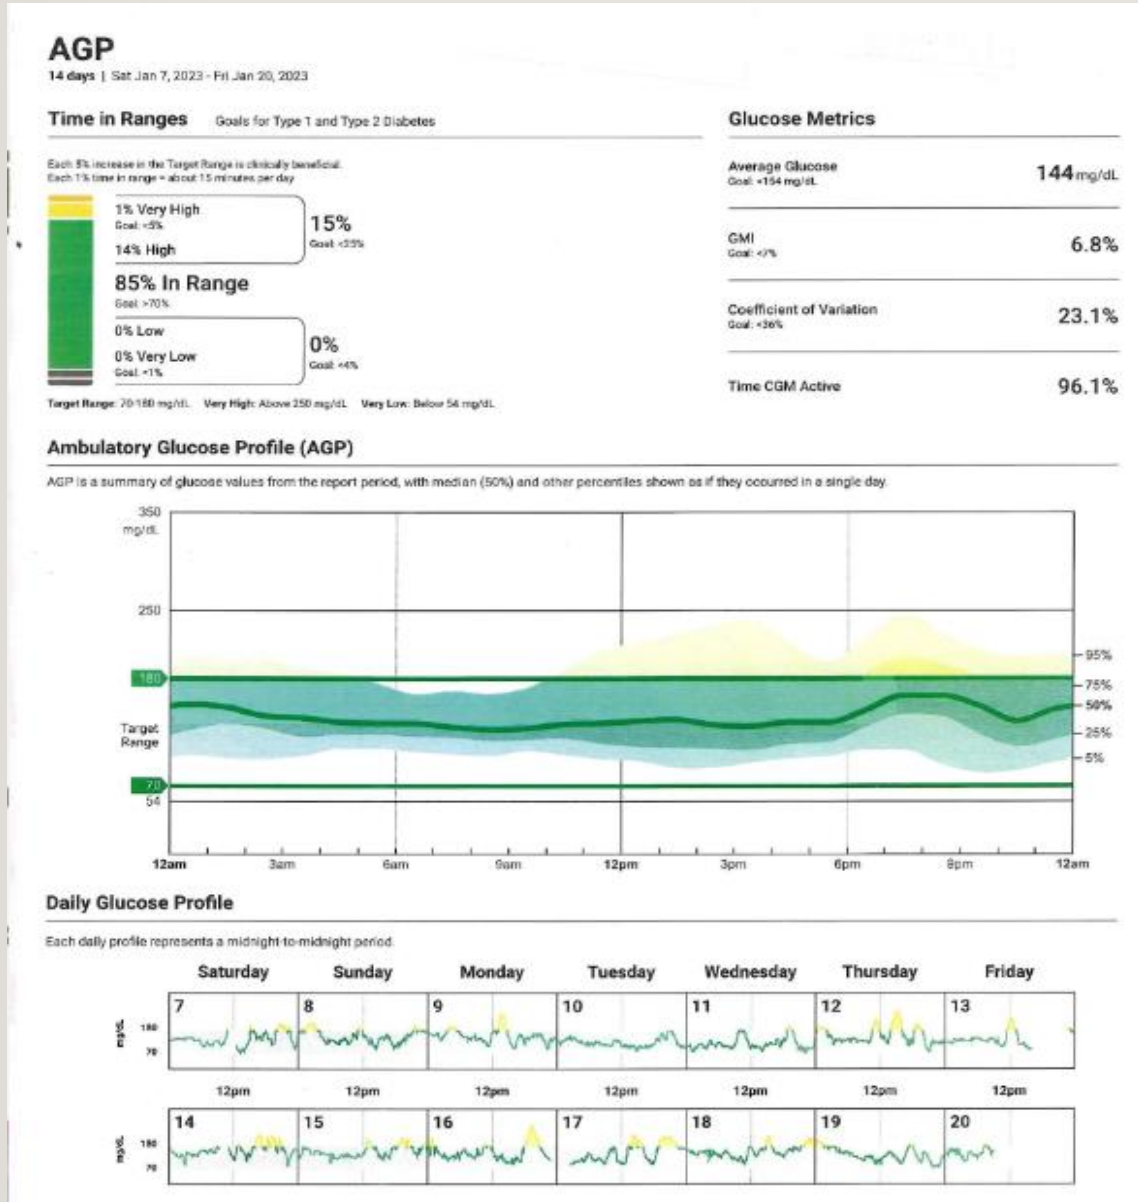 AGP
14 days | Sat Jan 7, 2023 - Fri Jan 20, 2023
Time in Ranges Goals for Type 1 and Type 2 Diabetes
Each 5% increase in the Target Range is clinically beneficial.
Each 1% time in range = about 15 minutes per day
1% Very High
Goal: <5%
14% High
15%
Goal: <25%
85% In Range
Goal: >70%
0% Low
0% Very Low
Goal: <1%
0%
Goal: <4%
Target Range: 70-180 mg/dL Very High: Above 250 mg/dL Very Low: Below 54 mg/dL
Glucose Metrics
Average Glucose 144 mg/dL
Goal: <154 mg/dL
GMI 6.8%
Goal: <7%
Coefficient of Variation 23.1%
Goal: <36%
Time CGM Active 96.1%
Ambulatory Glucose Profile (AGP)
AGP is a summary of glucose values from the report period, with median (50%) and other percentiles shown as if they occurred in a single day.
350
mg/dL
250
180
Target
Range
70
54
95%
75%
50%
25%
5%
12am 3am 6am 9am 12pm 3pm 6pm 9pm 12am
Daily Glucose Profile
Each daily profile represents a midnight-to-midnight period.
Saturday Sunday Monday Tuesday Wednesday Thursday Friday
7 8 9 10 11 12 13
mg/dL
180
70
12pm 12pm 12pm 12pm 12pm 12pm 12pm
14 15 16 17 18 19 20
mg/dL
180
70